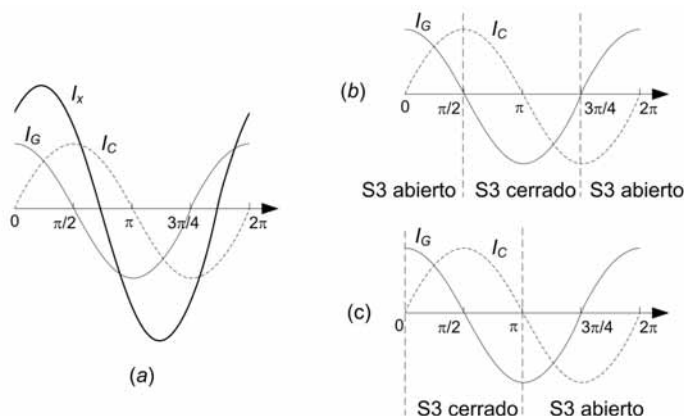 I_x
I_G
I_C
0
π/2
π
3π/4
2π
(a)
I_G
I_C
(b)
0
π/2
π
3π/4
2π
S3 abierto
S3 cerrado
S3 abierto
I_G
I_C
(c)
0
π/2
π
3π/4
2π
S3 cerrado
S3 abierto